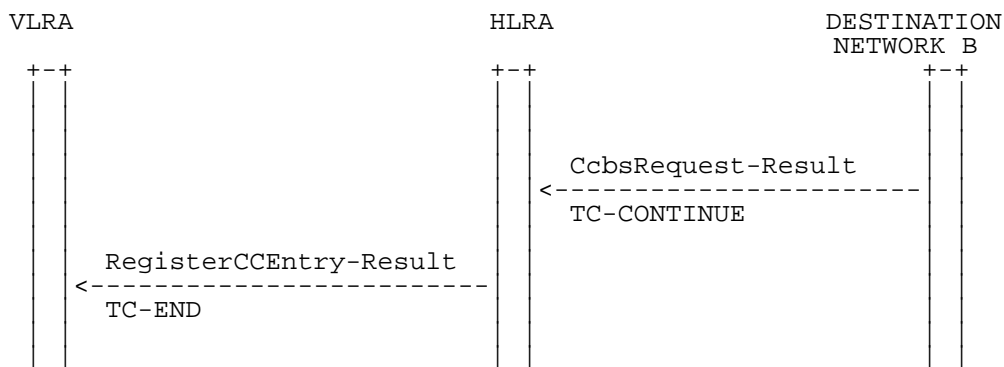 VLRA HLRA DESTINATION
NETWORK B
CcbsRequest-Result
TC-CONTINUE
RegisterCCEntry-Result
TC-END